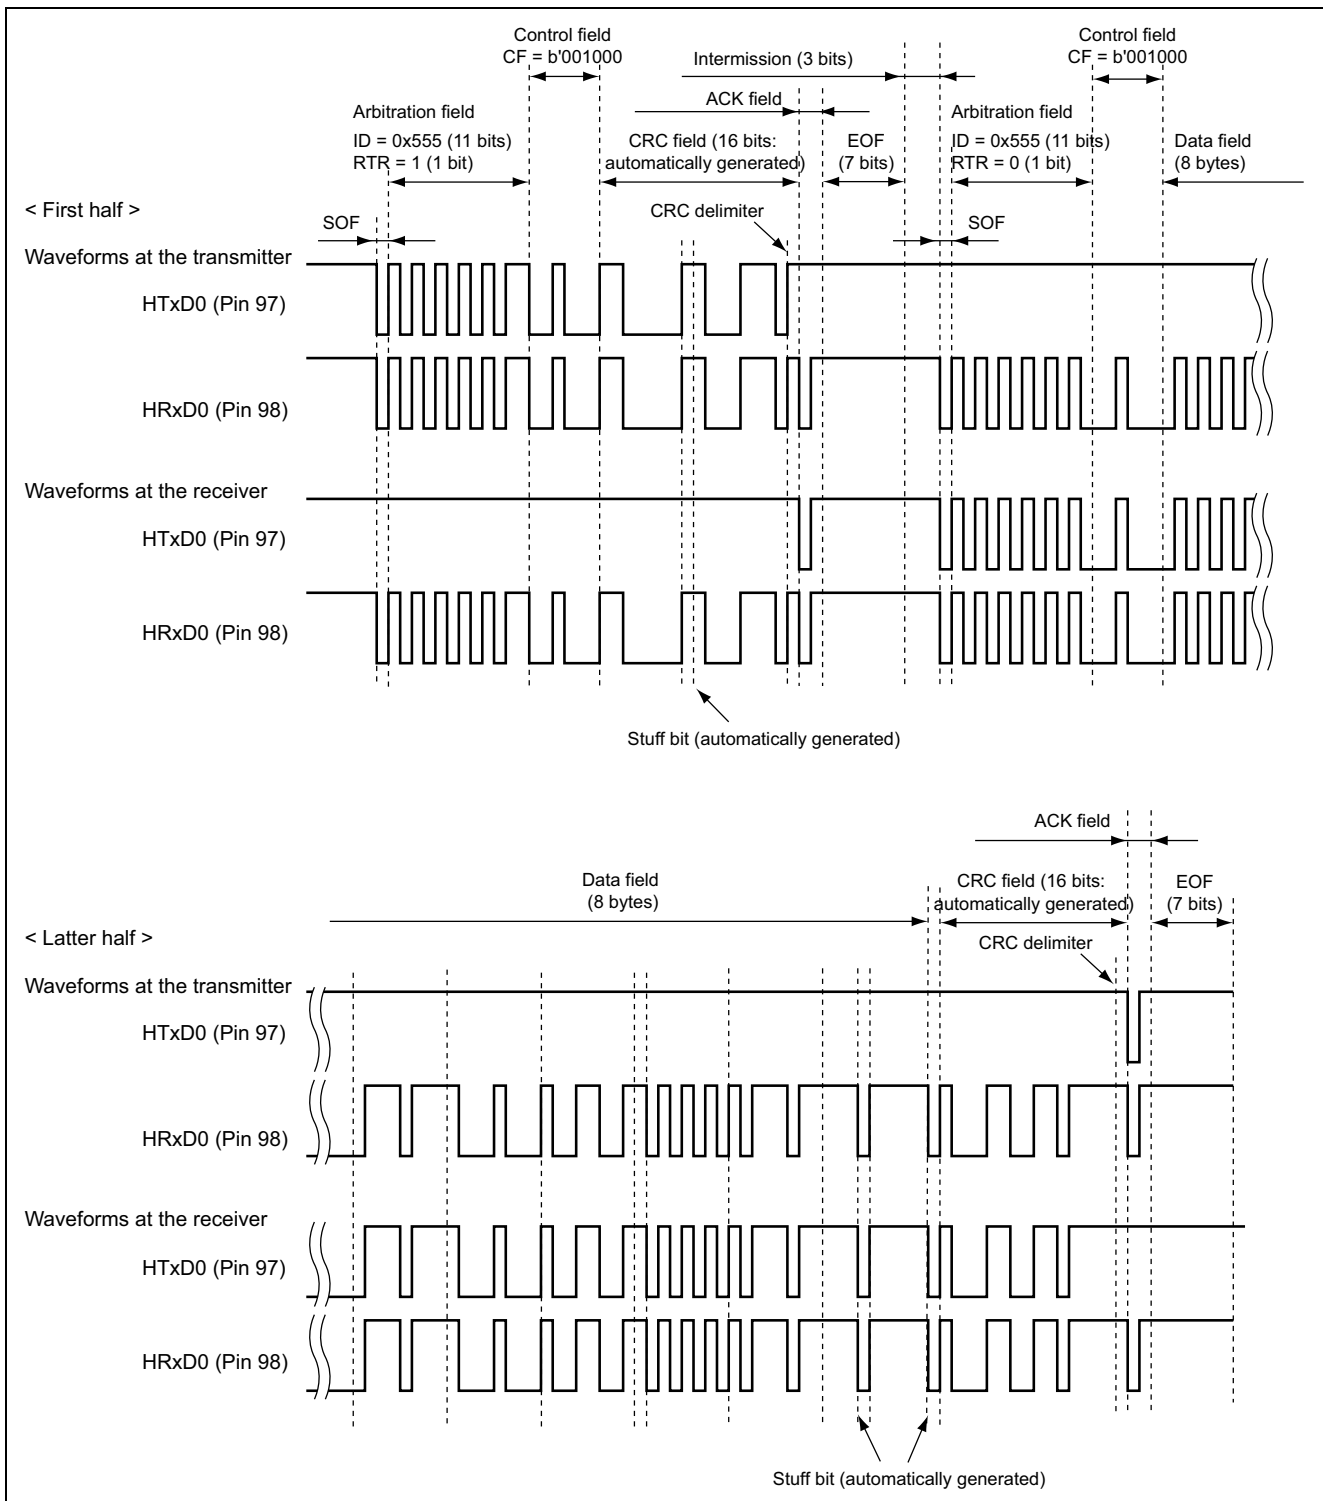 Control field
CF = b'001000
Control field
CF = b'001000
Intermission (3 bits)
ACK field
Arbitration field
ID = 0x555 (11 bits)
RTR = 1 (1 bit)
CRC field (16 bits:
automatically generated)
EOF
(7 bits)
Arbitration field
ID = 0x555 (11 bits)
RTR = 0 (1 bit)
Data field
(8 bytes)
< First half >
SOF
CRC delimiter
SOF
Waveforms at the transmitter
HTxD0 (Pin 97)
HRxD0 (Pin 98)
Waveforms at the receiver
HTxD0 (Pin 97)
HRxD0 (Pin 98)
Stuff bit (automatically generated)
ACK field
Data field
(8 bytes)
CRC field (16 bits:
automatically generated)
EOF
(7 bits)
< Latter half >
CRC delimiter
Waveforms at the transmitter
HTxD0 (Pin 97)
HRxD0 (Pin 98)
Waveforms at the receiver
HTxD0 (Pin 97)
HRxD0 (Pin 98)
Stuff bit (automatically generated)